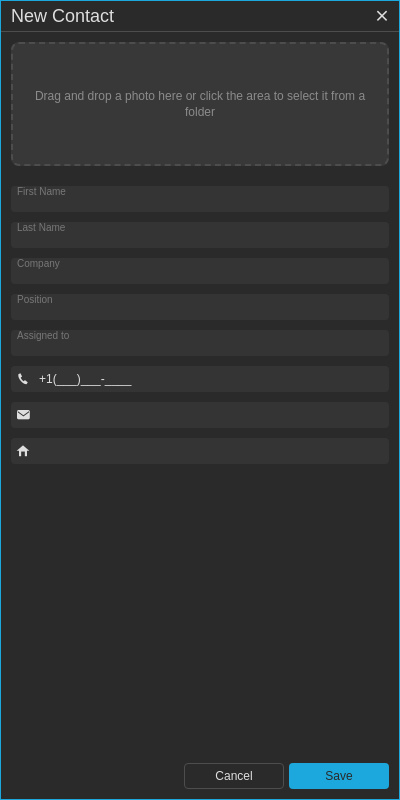 New Contact
Drag and drop a photo here or click the area to select it from a
folder
First Name
Last Name
Company
Position
Assigned to
+1(___)___-____
Cancel
Save